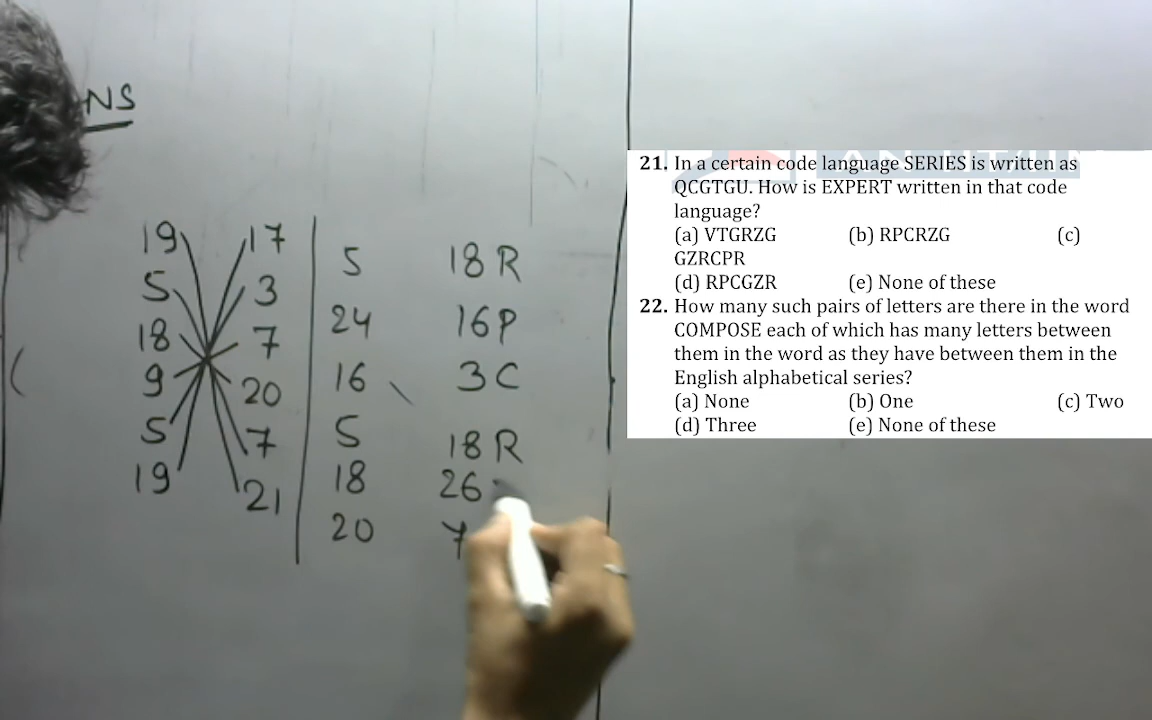 NS
19 17 5 18 R
5 3 24 16 P
18 7 16 3 C
9 20 5 18 R
5 7 18 26
19 21 20 7
21. In a certain code language SERIES is written as
QCGTGU. How is EXPERT written in that code
language?
(a) VTGRZG (b) RPCRZG (c)
GZRCPR
(d) RPCGZR (e) None of these
22. How many such pairs of letters are there in the word
COMPOSE each of which has many letters between
them in the word as they have between them in the
English alphabetical series?
(a) None (b) One (c) Two
(d) Three (e) None of these